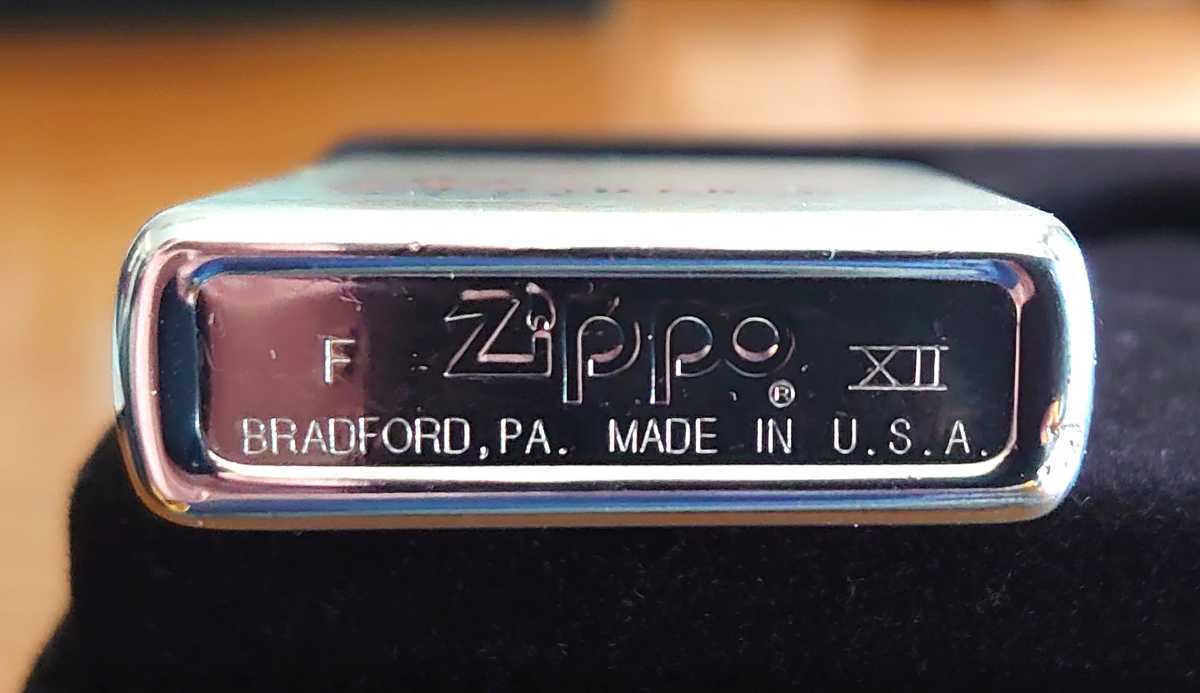 F Zippo® XII
BRADFORD, PA. MADE IN U.S.A.